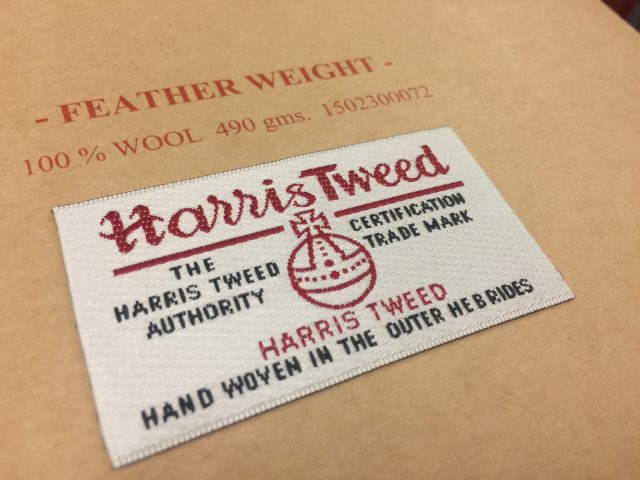 - FEATHER WEIGHT -
100 % WOOL 490 gms. 1502300072
Harris Tweed
THE
HARRIS TWEED
AUTHORITY
CERTIFICATION
TRADE MARK
HARRIS TWEED
HAND WOVEN IN THE OUTER HEBRIDES